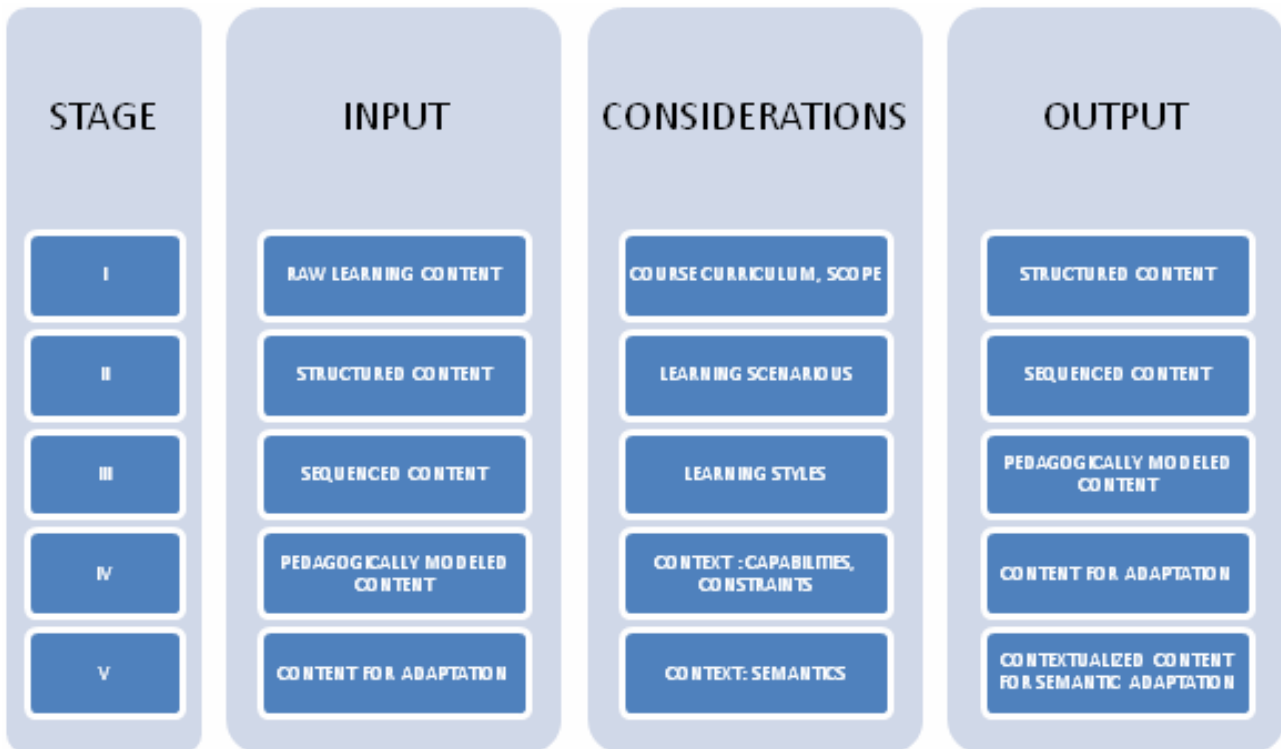 STAGE
INPUT
CONSIDERATIONS
OUTPUT
I
RAW LEARNING CONTENT
COURSE CURRICULUM, SCOPE
STRUCTURED CONTENT
II
STRUCTURED CONTENT
LEARNING SCENARIOUS
SEQUENCED CONTENT
III
SEQUENCED CONTENT
LEARNING STYLES
PEDAGOGICALLY MODELED
CONTENT
IV
PEDAGOGICALLY MODELED
CONTENT
CONTEXT : CAPABILITIES,
CONSTRAINTS
CONTENT FOR ADAPTATION
V
CONTENT FOR ADAPTATION
CONTEXT: SEMANTICS
CONTEXTUALIZED CONTENT
FOR SEMANTIC ADAPTATION